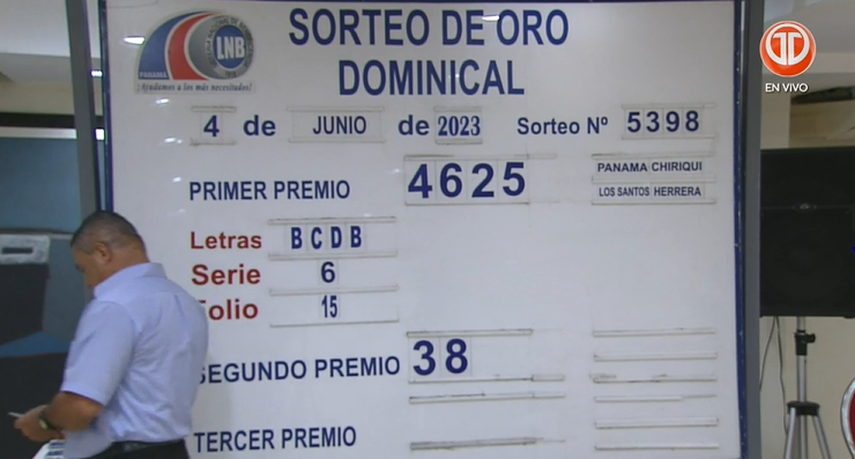 SORTEO DE ORO
DOMINICAL
LNB
PANAMÁ
¡Ayudamos a los más necesitados!
EN VIVO
4 de JUNIO de 2023 Sorteo Nº 5398
PRIMER PREMIO 4625 PANAMA CHIRIQUI
LOS SANTOS HERRERA
Letras BCDB
Serie 6
Folio 15
SEGUNDO PREMIO 38
TERCER PREMIO